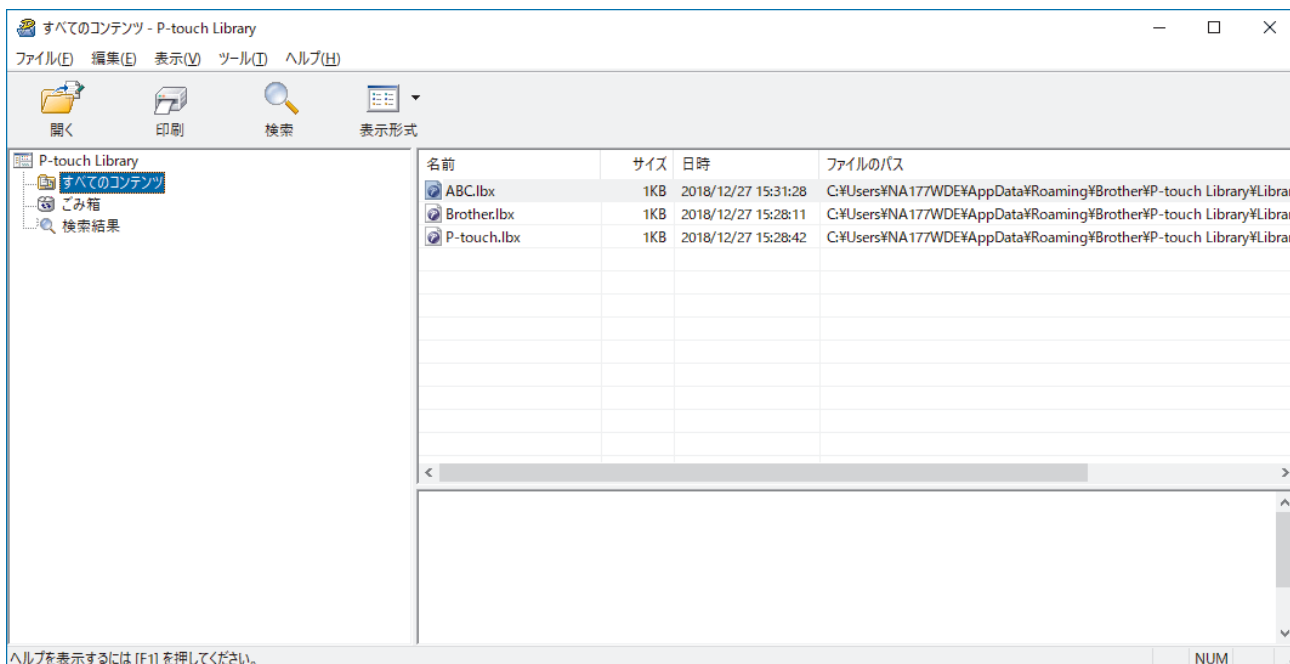 すべてのコンテンツ - P-touch Library
ファイル(F) 編集(E) 表示(V) ツール(T) ヘルプ(H)
開く 印刷 検索 表示形式
P-touch Library
すべてのコンテンツ
ごみ箱
検索結果
名前 サイズ 日時 ファイルのパス
ABC.lbx 1KB 2018/12/27 15:31:28 C:¥Users¥NA177WDE¥AppData¥Roaming¥Brother¥P-touch Library¥Librar
Brother.lbx 1KB 2018/12/27 15:28:11 C:¥Users¥NA177WDE¥AppData¥Roaming¥Brother¥P-touch Library¥Librar
P-touch.lbx 1KB 2018/12/27 15:28:42 C:¥Users¥NA177WDE¥AppData¥Roaming¥Brother¥P-touch Library¥Librar
ヘルプを表示するには [F1] を押してください。 NUM